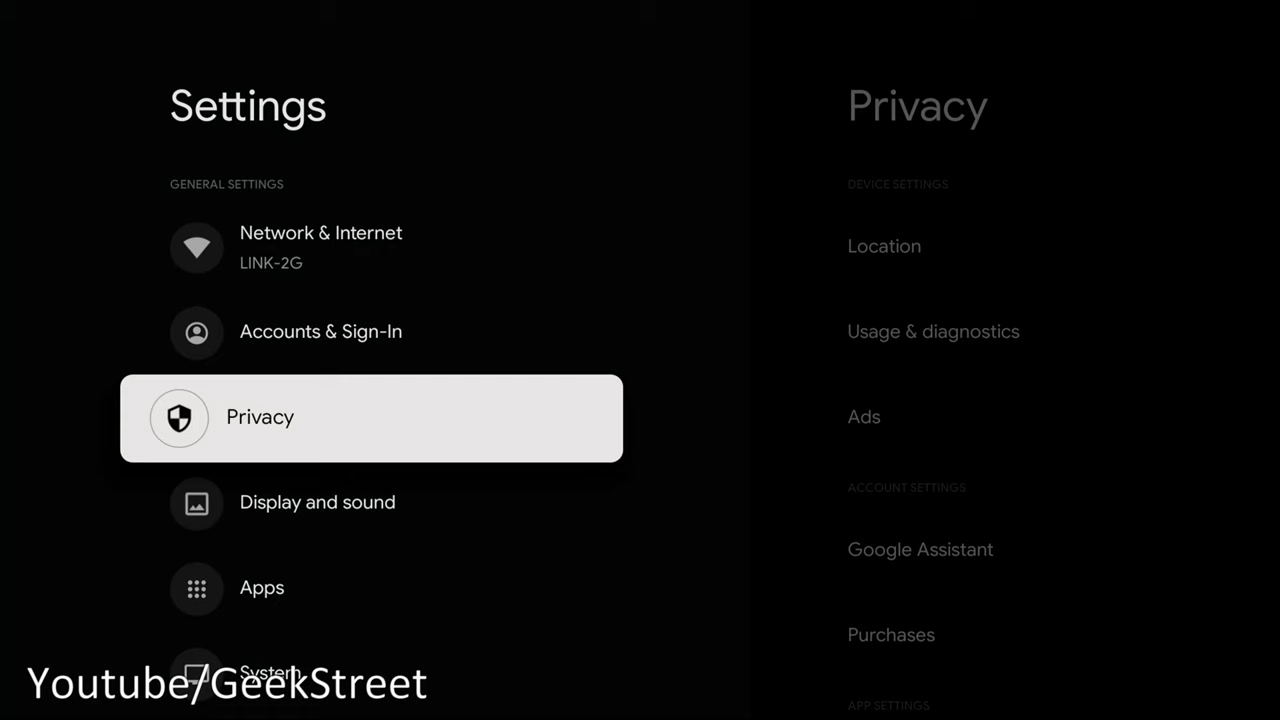 Settings
GENERAL SETTINGS
Network & Internet
LINK-2G
Accounts & Sign-In
Privacy
Display and sound
Apps
System
Youtube/GeekStreet
Privacy
DEVICE SETTINGS
Location
Usage & diagnostics
Ads
ACCOUNT SETTINGS
Google Assistant
Purchases
APP SETTINGS